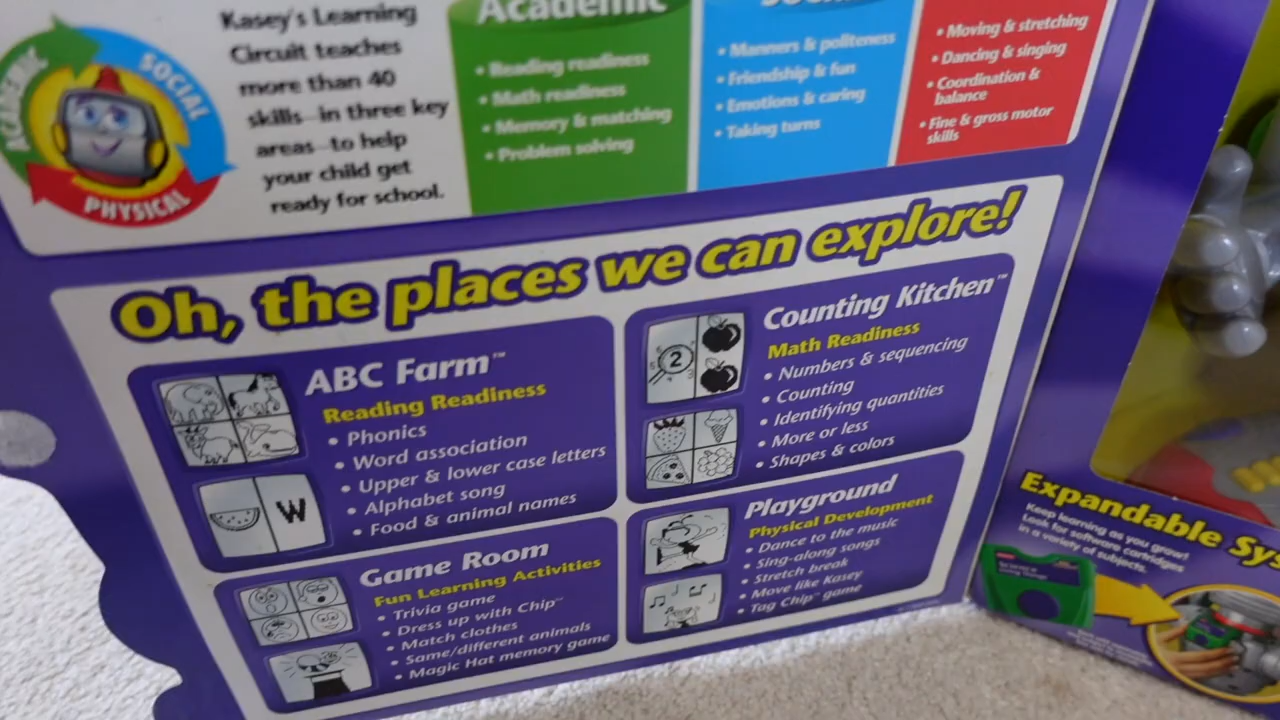 Kasey's Learning
Circuit teaches
more than 40
skills—in three key
areas—to help
your child get
ready for school.
ACADEMIC
SOCIAL
PHYSICAL
Academic
• Reading readiness
• Math readiness
• Memory & matching
• Problem solving
• Manners & politeness
• Friendship & fun
• Emotions & caring
• Taking turns
• Moving & stretching
• Dancing & singing
• Coordination &
balance
• Fine & gross motor
skills
Oh, the places we can explore!
ABC Farm™
Reading Readiness
• Phonics
• Word association
• Upper & lower case letters
• Alphabet song
• Food & animal names
W
Counting Kitchen™
Math Readiness
• Numbers & sequencing
• Counting
• Identifying quantities
• More or less
• Shapes & colors
2
Game Room
Fun Learning Activities
• Trivia game
• Dress up with Chip™
• Match clothes
• Same/different animals
• Magic Hat memory game
Playground
Physical Development
• Dance to the music
• Sing-along songs
• Stretch break
• Move like Kasey
• Tag Chip™ game
Expandable Sys
Keep learning as you grow!
Look for software cartridges
in a variety of subjects.